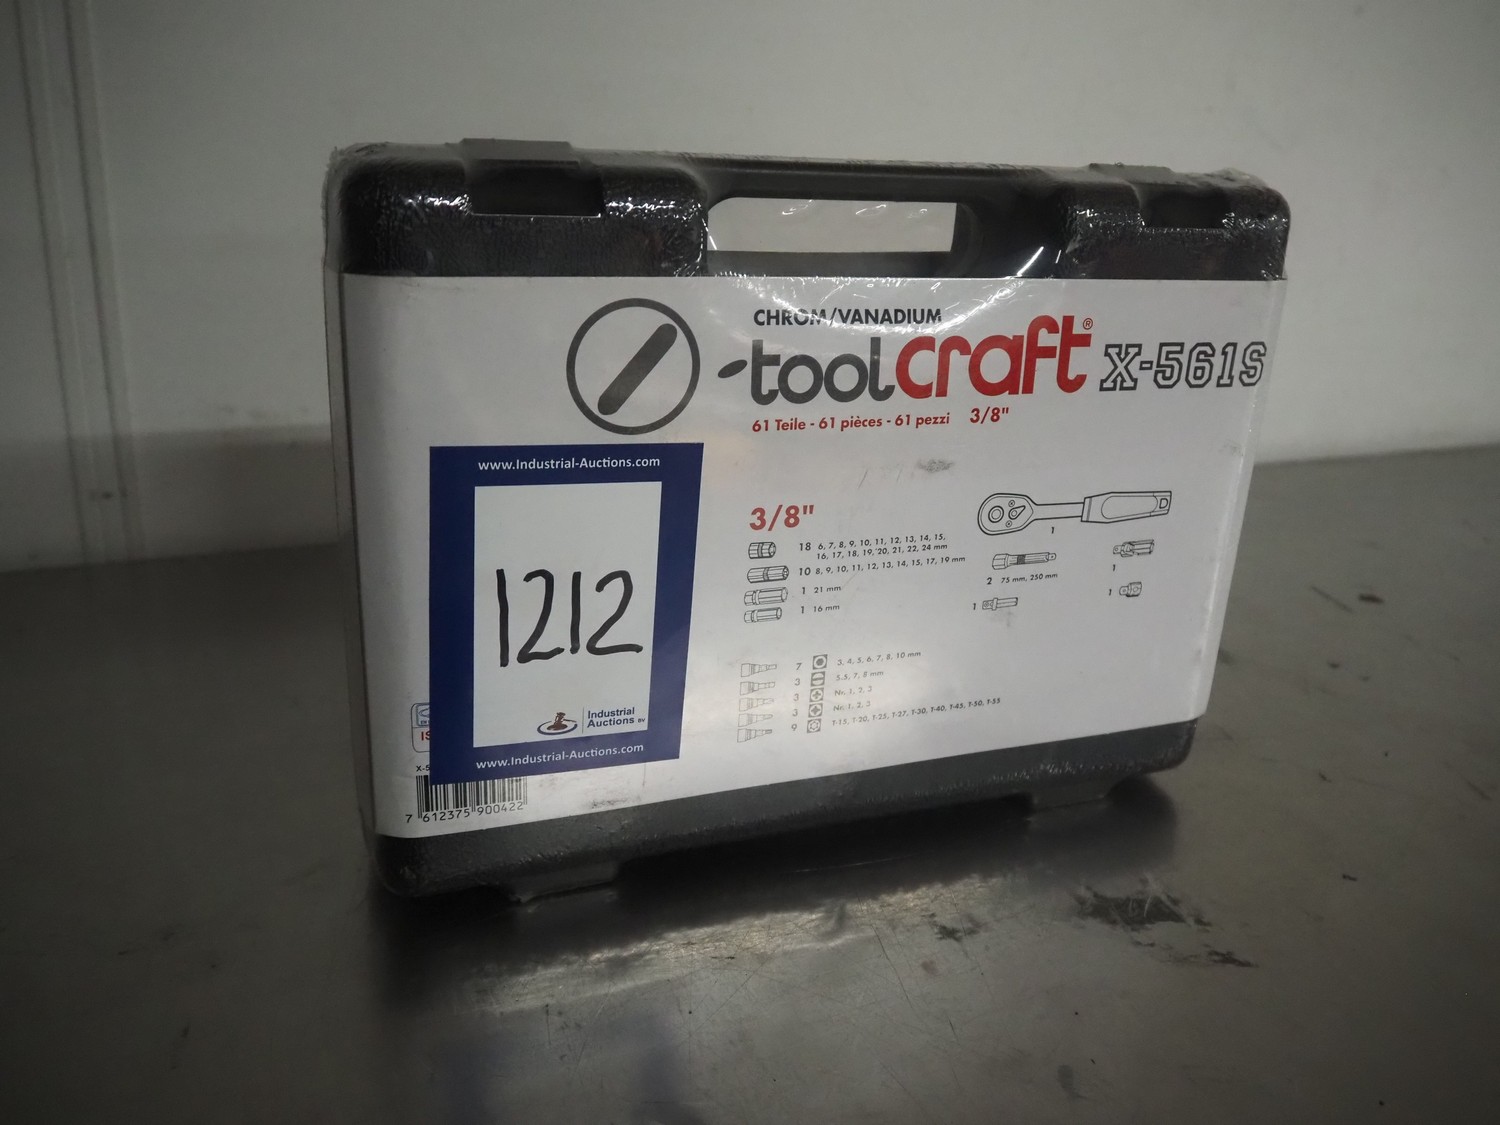 CHROM/VANADIUM
toolcraft® X-561S
61 Teile - 61 pièces - 61 pezzi 3/8"
www.Industrial-Auctions.com
1212
Industrial
Auctions BV
www.Industrial-Auctions.com
3/8"
18 6, 7, 8, 9, 10, 11, 12, 13, 14, 15,
16, 17, 18, 19, 20, 21, 22, 24 mm
10 8, 9, 10, 11, 12, 13, 14, 15, 17, 19 mm
1 21 mm
1 16 mm
1
2 75 mm, 250 mm
1
1
1
7 3, 4, 5, 6, 7, 8, 10 mm
3 5.5, 7, 8 mm
3 Nr. 1, 2, 3
3 Nr. 1, 2, 3
9 T-15, T-20, T-25, T-27, T-30, T-40, T-45, T-50, T-55
7 612375 900422